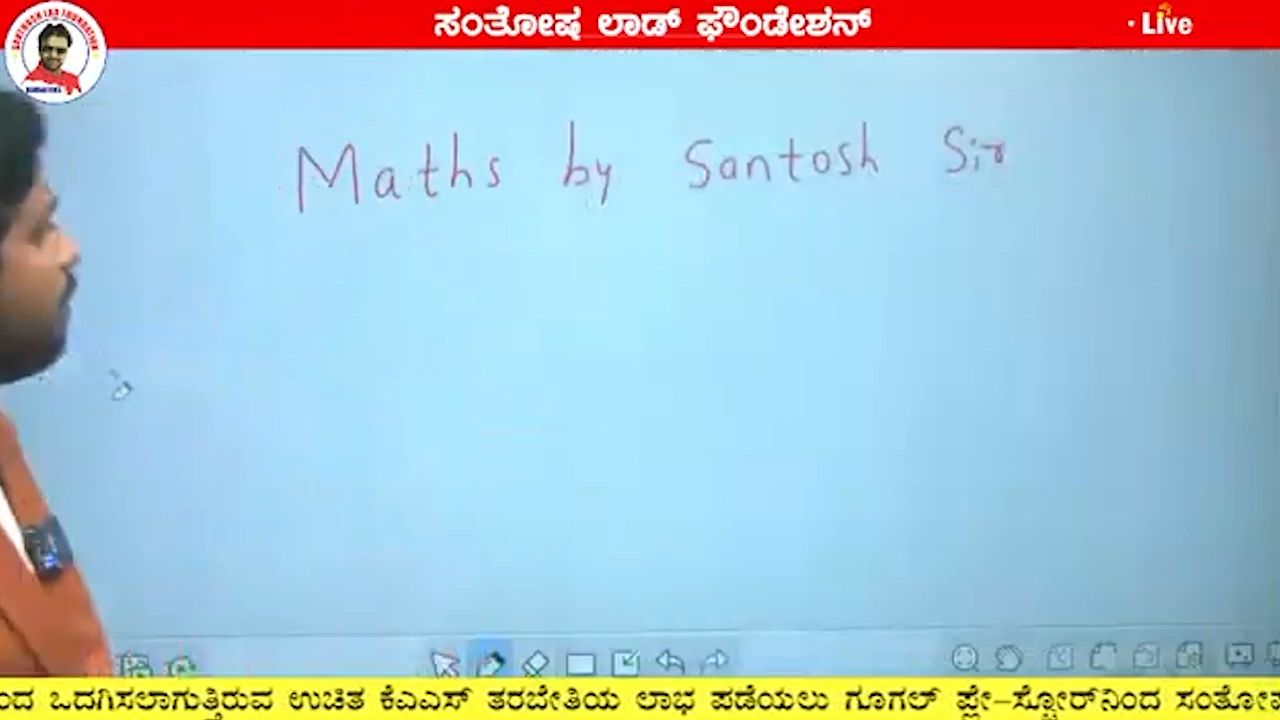 ಸಂತೋಷ ಲಾಡ್ ಫೌಂಡೇಶನ್
Live
Maths by Santosh Sir
ಒದಗಿಸಲಾಗುತ್ತಿರುವ ಉಚಿತ ಕೆಎಎಸ್ ತರಬೇತಿಯ ಲಾಭ ಪಡೆಯಲು ಗೂಗಲ್ ಪ್ಲೇ-ಸ್ಟೋರ್‌ನಿಂದ